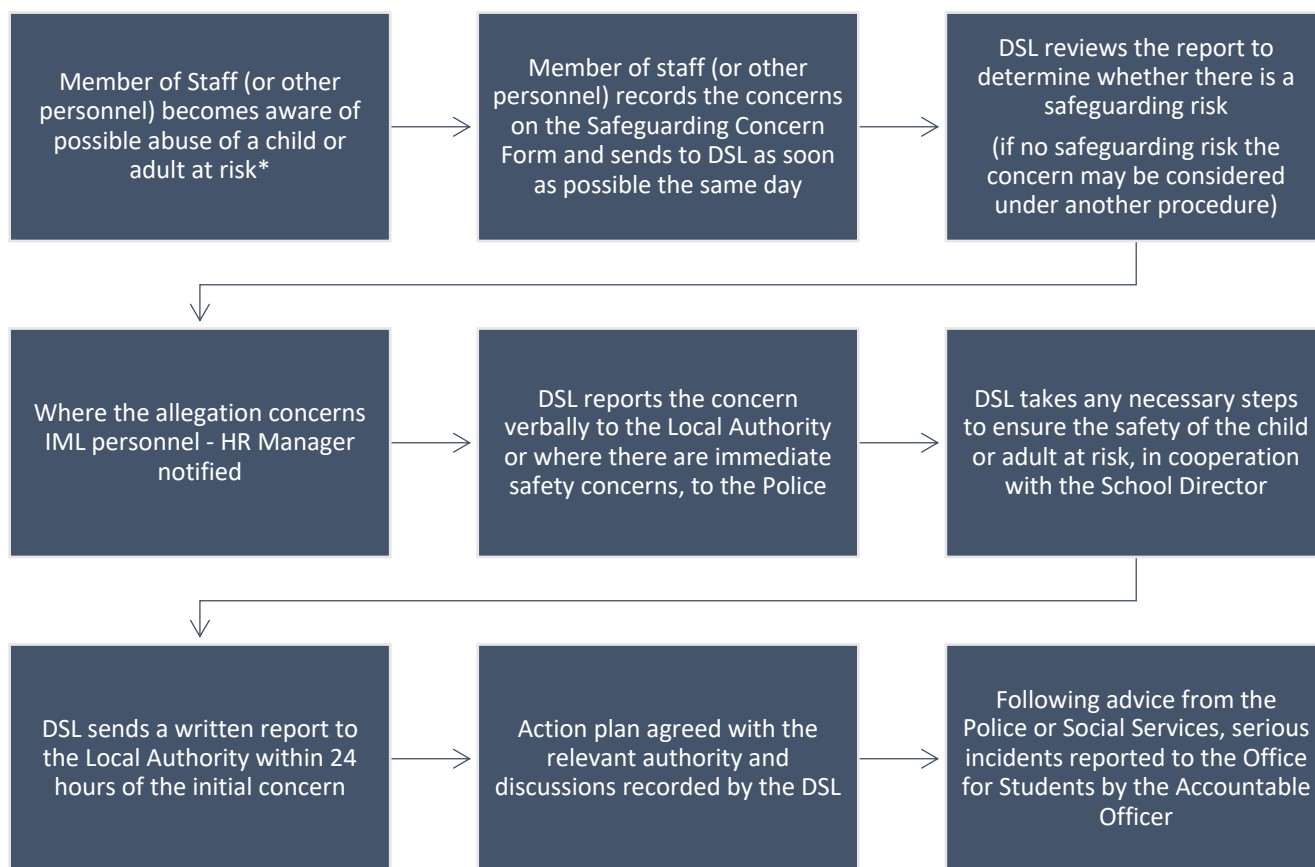 Member of Staff (or other
personnel) becomes aware of
possible abuse of a child or
adult at risk*
Member of staff (or other
personnel) records the concerns
on the Safeguarding Concern
Form and sends to DSL as soon
as possible the same day
DSL reviews the report to
determine whether there is a
safeguarding risk
(if no safeguarding risk the
concern may be considered
under another procedure)
Where the allegation concerns
IML personnel - HR Manager
notified
DSL reports the concern
verbally to the Local Authority
or where there are immediate
safety concerns, to the Police
DSL takes any necessary steps
to ensure the safety of the child
or adult at risk, in cooperation
with the School Director
DSL sends a written report to
the Local Authority within 24
hours of the initial concern
Action plan agreed with the
relevant authority and
discussions recorded by the DSL
Following advice from the
Police or Social Services, serious
incidents reported to the Office
for Students by the Accountable
Officer